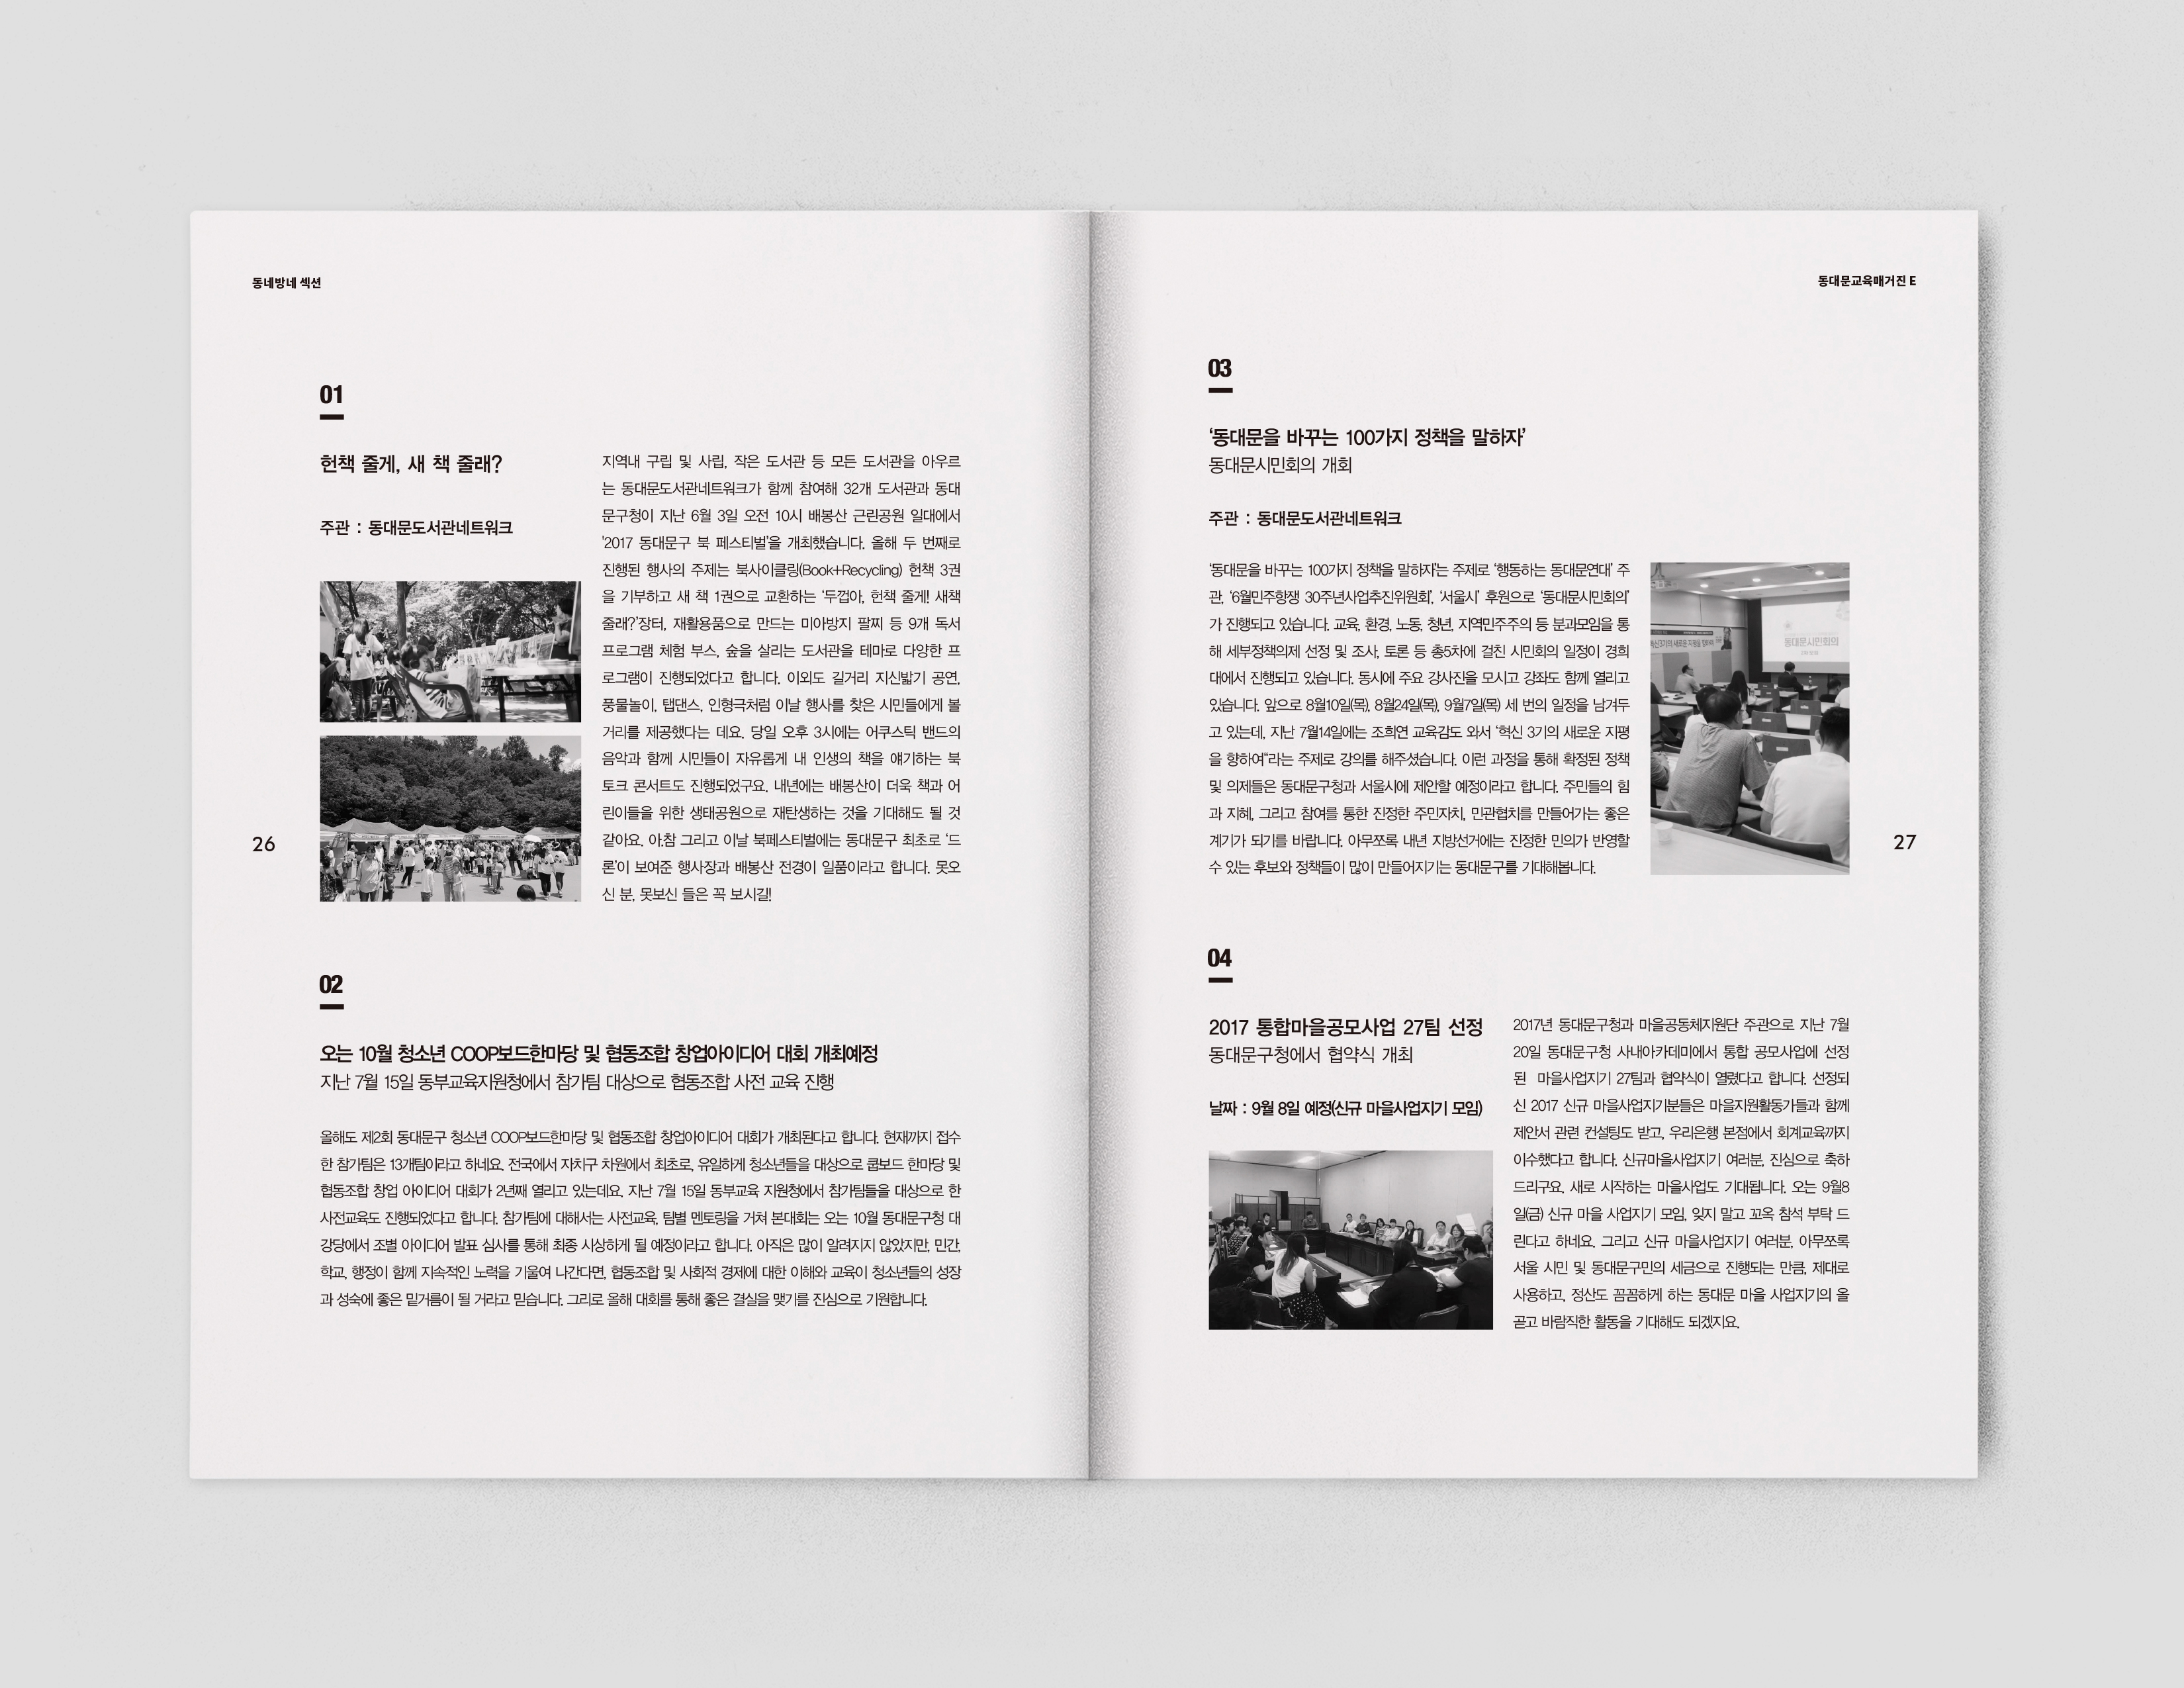 동네방네 섹션
01
헌책 줄게, 새 책 줄래?
주관 : 동대문도서관네트워크
지역내 구립 및 사립, 작은 도서관 등 모든 도서관을 아우르
는 동대문도서관네트워크가 함께 참여해 32개 도서관과 동대
문구청이 지난 6월 3일 오전 10시 배봉산 근린공원 일대에서
'2017 동대문구 북 페스티벌'을 개최했습니다. 올해 두 번째로
진행된 행사의 주제는 북사이클링(Book+Recycling) 헌책 3권
을 기부하고 새 책 1권으로 교환하는 '두껍아, 헌책 줄게! 새책
줄래?'장터, 재활용품으로 만드는 미아방지 팔찌 등 9개 독서
프로그램 체험 부스, 숲을 살리는 도서관을 테마로 다양한 프
로그램이 진행되었다고 합니다. 이외도 길거리 지신밟기 공연,
풍물놀이, 탭댄스, 인형극처럼 이날 행사를 찾은 시민들에게 볼
거리를 제공했다는 데요. 당일 오후 3시에는 어쿠스틱 밴드의
음악과 함께 시민들이 자유롭게 내 인생의 책을 얘기하는 북
토크 콘서트도 진행되었구요. 내년에는 배봉산이 더욱 책과 어
린이들을 위한 생태공원으로 재탄생하는 것을 기대해도 될 것
같아요. 아참 그리고 이날 북페스티벌에는 동대문구 최초로 '드
론'이 보여준 행사장과 배봉산 전경이 일품이라고 합니다. 못오
신 분, 못보신 들은 꼭 보시길!
26
02
오는 10월 청소년 COOP보드한마당 및 협동조합 창업아이디어 대회 개최예정
지난 7월 15일 동부교육지원청에서 참가팀 대상으로 협동조합 사전 교육 진행
올해도 제2회 동대문구 청소년 COOP보드한마당 및 협동조합 창업아이디어 대회가 개최된다고 합니다. 현재까지 접수
한 참가팀은 13개팀이라고 하네요. 전국에서 자치구 차원에서 최초로, 유일하게 청소년들을 대상으로 쿱보드 한마당 및
협동조합 창업 아이디어 대회가 2년째 열리고 있는데요. 지난 7월 15일 동부교육 지원청에서 참가팀들을 대상으로 한
사전교육도 진행되었다고 합니다. 참가팀에 대해서는 사전교육, 팀별 멘토링을 거쳐 본대회는 오는 10월 동대문구청 대
강당에서 조별 아이디어 발표 심사를 통해 최종 시상하게 될 예정이라고 합니다. 아직은 많이 알려지지 않았지만, 민간,
학교, 행정이 함께 지속적인 노력을 기울여 나간다면, 협동조합 및 사회적 경제에 대한 이해와 교육이 청소년들의 성장
과 성숙에 좋은 밑거름이 될 거라고 믿습니다. 그리로 올해 대회를 통해 좋은 결실을 맺기를 진심으로 기원합니다.
동대문교육매거진 E
03
'동대문을 바꾸는 100가지 정책을 말하자'
동대문시민회의 개회
주관 : 동대문도서관네트워크
'동대문을 바꾸는 100가지 정책을 말하자'는 주제로 '행동하는 동대문연대' 주
관, '6월민주항쟁 30주년사업추진위원회', '서울시' 후원으로 '동대문시민회의'
가 진행되고 있습니다. 교육, 환경, 노동, 청년, 지역민주주의 등 분과모임을 통
해 세부정책의제 선정 및 조사, 토론 등 총5차에 걸친 시민회의 일정이 경희
대에서 진행되고 있습니다. 동시에 주요 강사진을 모시고 강좌도 함께 열리고
있습니다. 앞으로 8월10일(목), 8월24일(목), 9월7일(목) 세 번의 일정을 남겨두
고 있는데, 지난 7월14일에는 조희연 교육감도 와서 '혁신 3기의 새로운 지평
을 향하여"라는 주제로 강의를 해주셨습니다. 이런 과정을 통해 확정된 정책
및 의제들은 동대문구청과 서울시에 제안할 예정이라고 합니다. 주민들의 힘
과 지혜, 그리고 참여를 통한 진정한 주민자치, 민관협치를 만들어가는 좋은
계기가 되기를 바랍니다. 아무쪼록 내년 지방선거에는 진정한 민의가 반영할
수 있는 후보와 정책들이 많이 만들어지기는 동대문구를 기대해봅니다.
동대문시민회의
27
04
2017 통합마을공모사업 27팀 선정
동대문구청에서 협약식 개최
날짜 : 9월 8일 예정(신규 마을사업지기 모임)
2017년 동대문구청과 마을공동체지원단 주관으로 지난 7월
20일 동대문구청 사내아카데미에서 통합 공모사업에 선정
된 마을사업지기 27팀과 협약식이 열렸다고 합니다. 선정되
신 2017 신규 마을사업지기분들은 마을지원활동가들과 함께
제안서 관련 컨설팅도 받고, 우리은행 본점에서 회계교육까지
이수했다고 합니다. 신규마을사업지기 여러분, 진심으로 축하
드리구요. 새로 시작하는 마을사업도 기대됩니다. 오는 9월8
일(금) 신규 마을 사업지기 모임, 잊지 말고 꼬옥 참석 부탁 드
린다고 하네요. 그리고 신규 마을사업지기 여러분, 아무쪼록
서울 시민 및 동대문구민의 세금으로 진행되는 만큼, 제대로
사용하고, 정산도 꼼꼼하게 하는 동대문 마을 사업지기의 올
곧고 바람직한 활동을 기대해도 되겠지요.